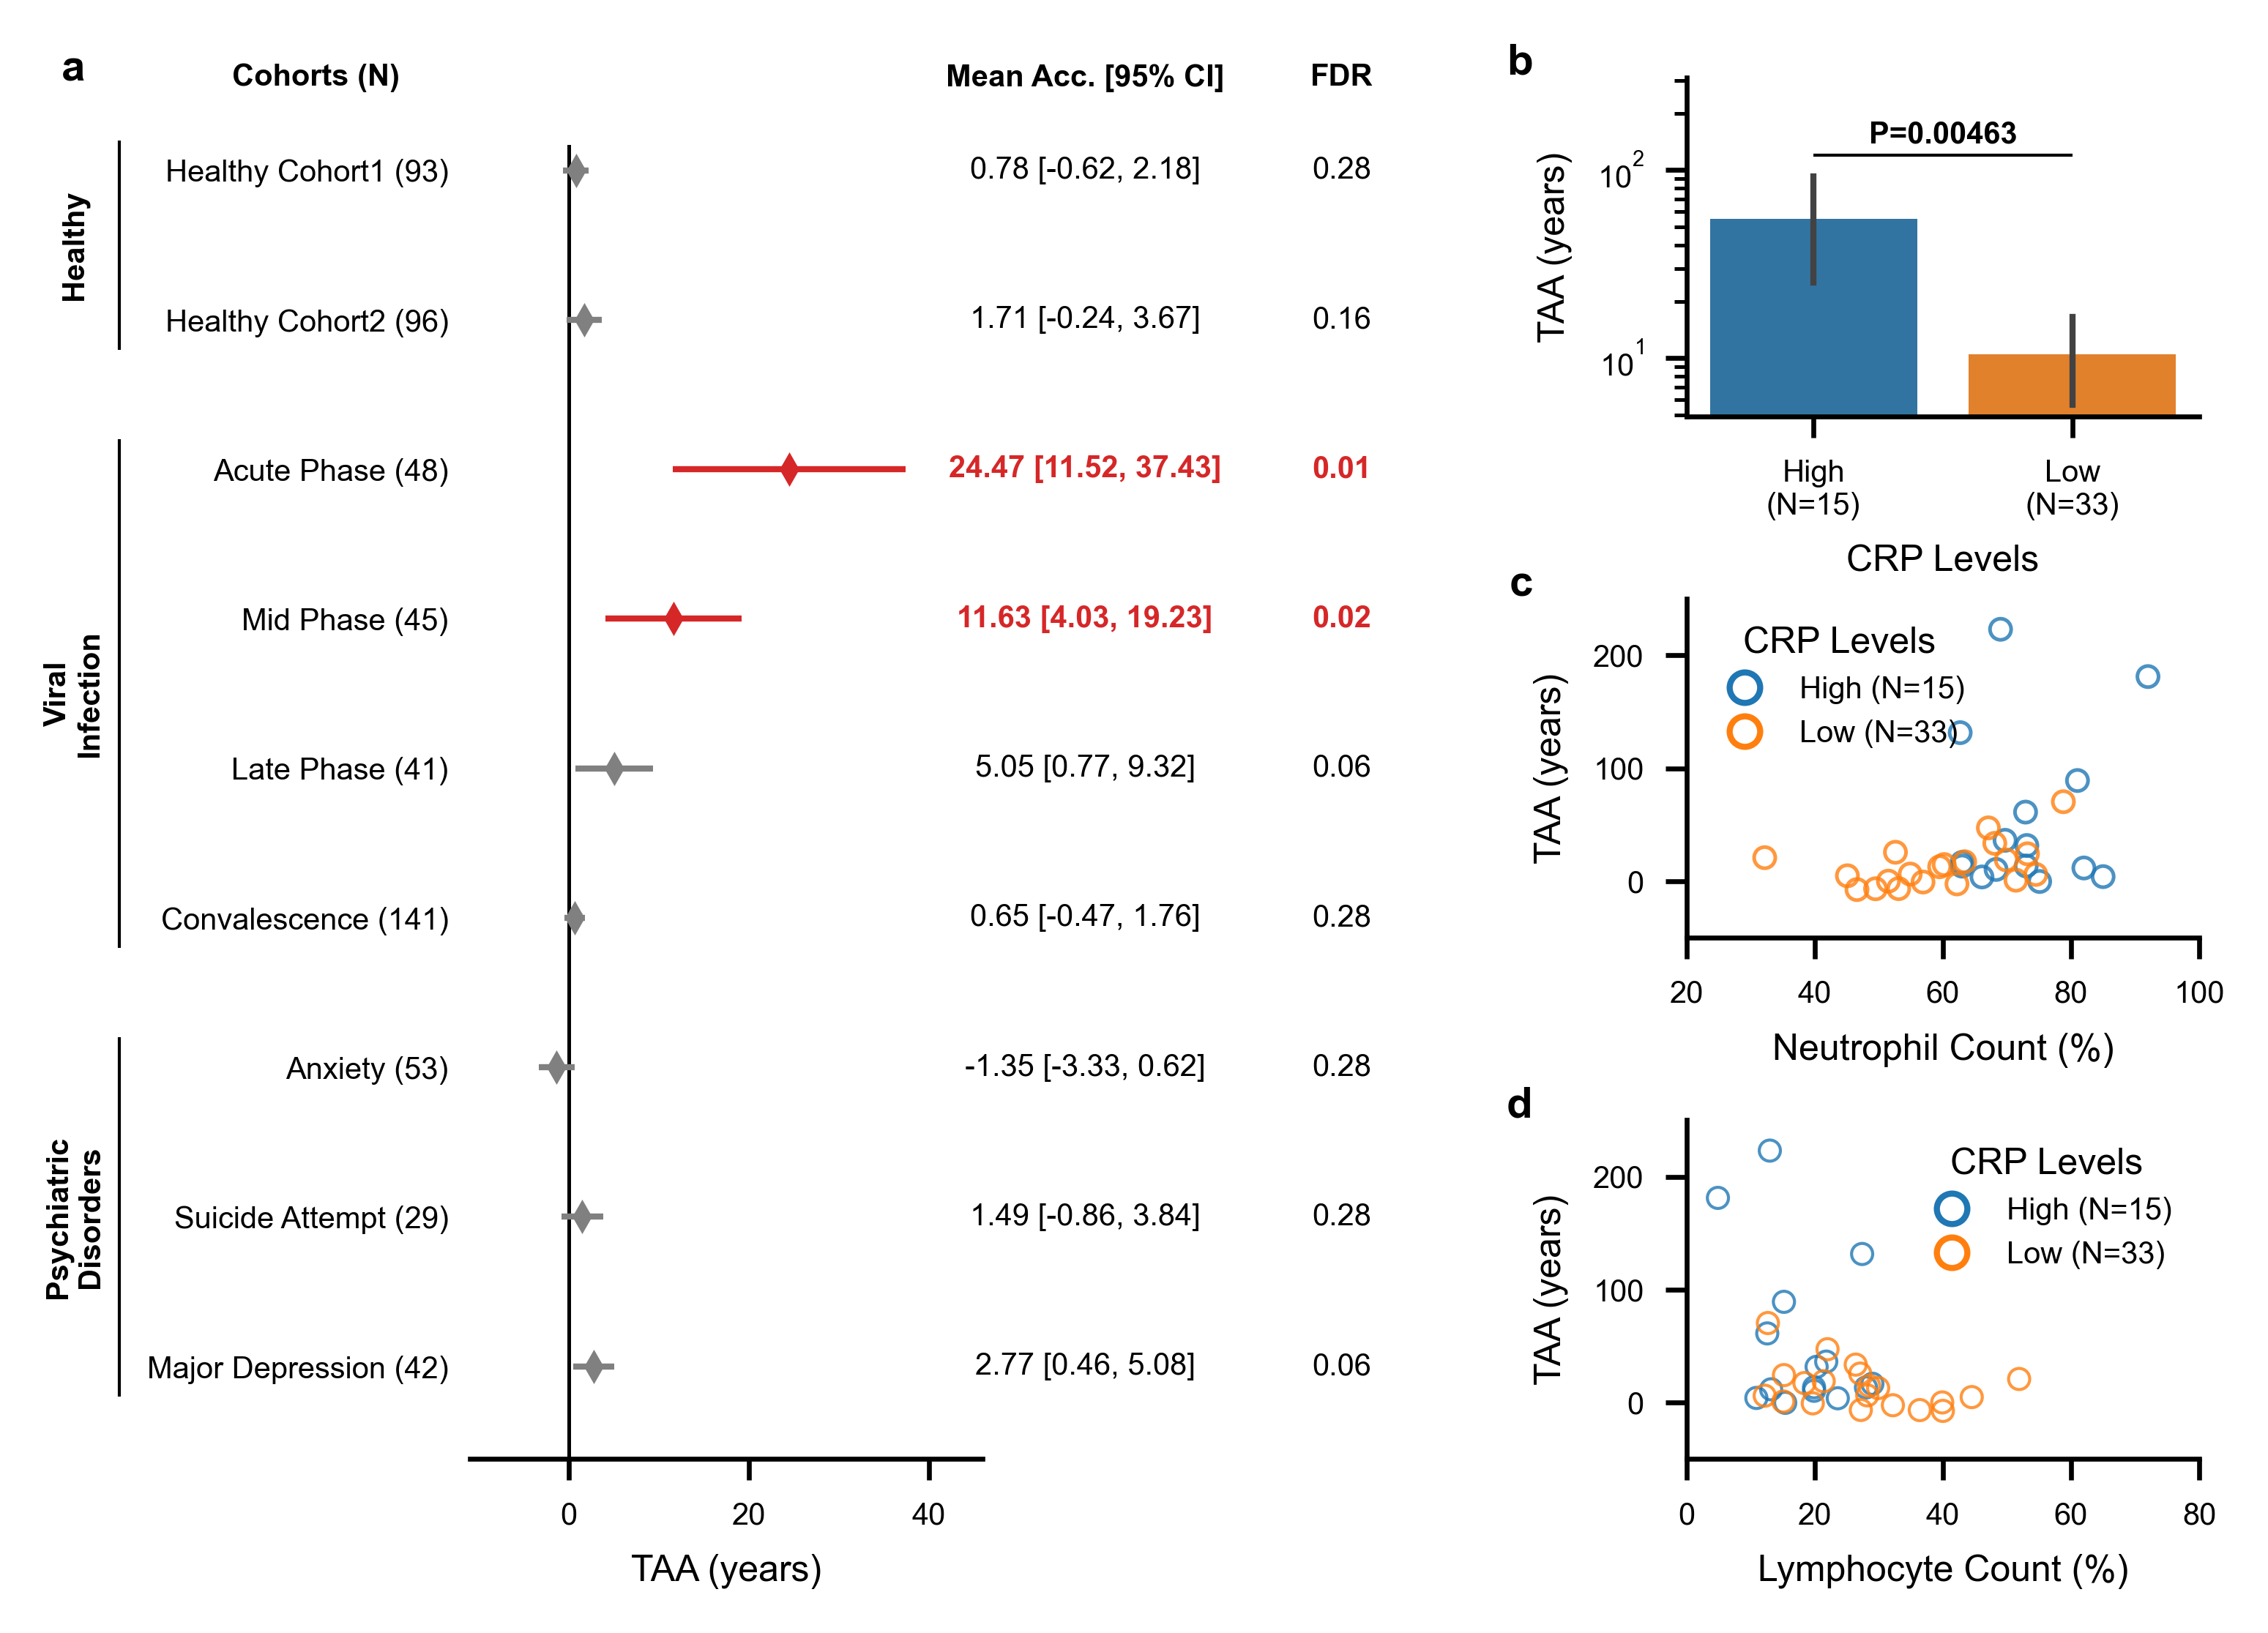 a
Cohorts (N)
Mean Acc. [95% CI]
FDR
Healthy
Healthy Cohort1 (93)
0.78 [-0.62, 2.18]
0.28
Healthy Cohort2 (96)
1.71 [-0.24, 3.67]
0.16
Viral
Infection
Acute Phase (48)
24.47 [11.52, 37.43]
0.01
Mid Phase (45)
11.63 [4.03, 19.23]
0.02
Late Phase (41)
5.05 [0.77, 9.32]
0.06
Convalescence (141)
0.65 [-0.47, 1.76]
0.28
Psychiatric
Disorders
Anxiety (53)
-1.35 [-3.33, 0.62]
0.28
Suicide Attempt (29)
1.49 [-0.86, 3.84]
0.28
Major Depression (42)
2.77 [0.46, 5.08]
0.06
0 20 40
TAA (years)
b
P=0.00463
TAA (years)
10²
10¹
High
(N=15)
Low
(N=33)
CRP Levels
c
CRP Levels
High (N=15)
Low (N=33)
TAA (years)
200
100
0
20 40 60 80 100
Neutrophil Count (%)
d
CRP Levels
High (N=15)
Low (N=33)
TAA (years)
200
100
0
0 20 40 60 80
Lymphocyte Count (%)